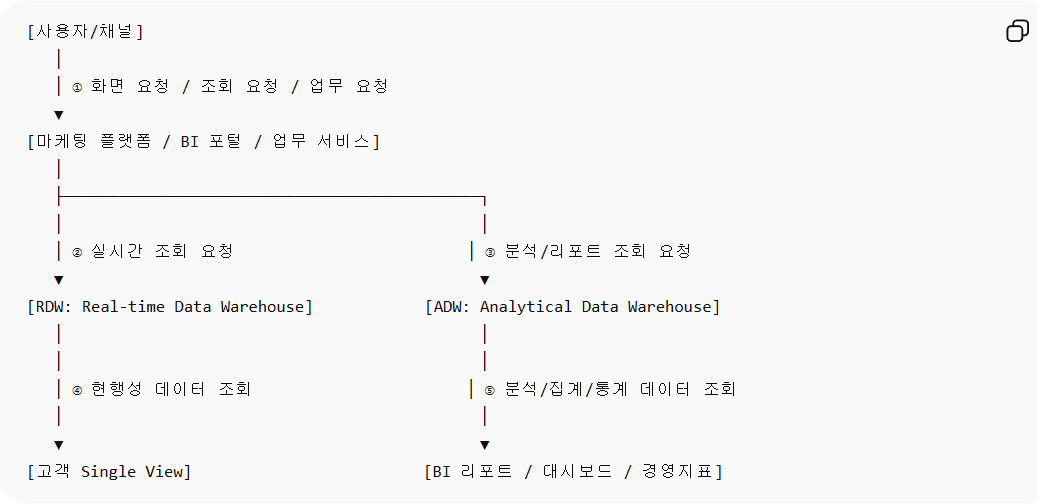 [사용자/채널]
① 화면 요청 / 조회 요청 / 업무 요청
[마케팅 플랫폼 / BI 포털 / 업무 서비스]
② 실시간 조회 요청 ③ 분석/리포트 조회 요청
[RDW: Real-time Data Warehouse] [ADW: Analytical Data Warehouse]
④ 현행성 데이터 조회 ⑤ 분석/집계/통계 데이터 조회
[고객 Single View] [BI 리포트 / 대시보드 / 경영지표]